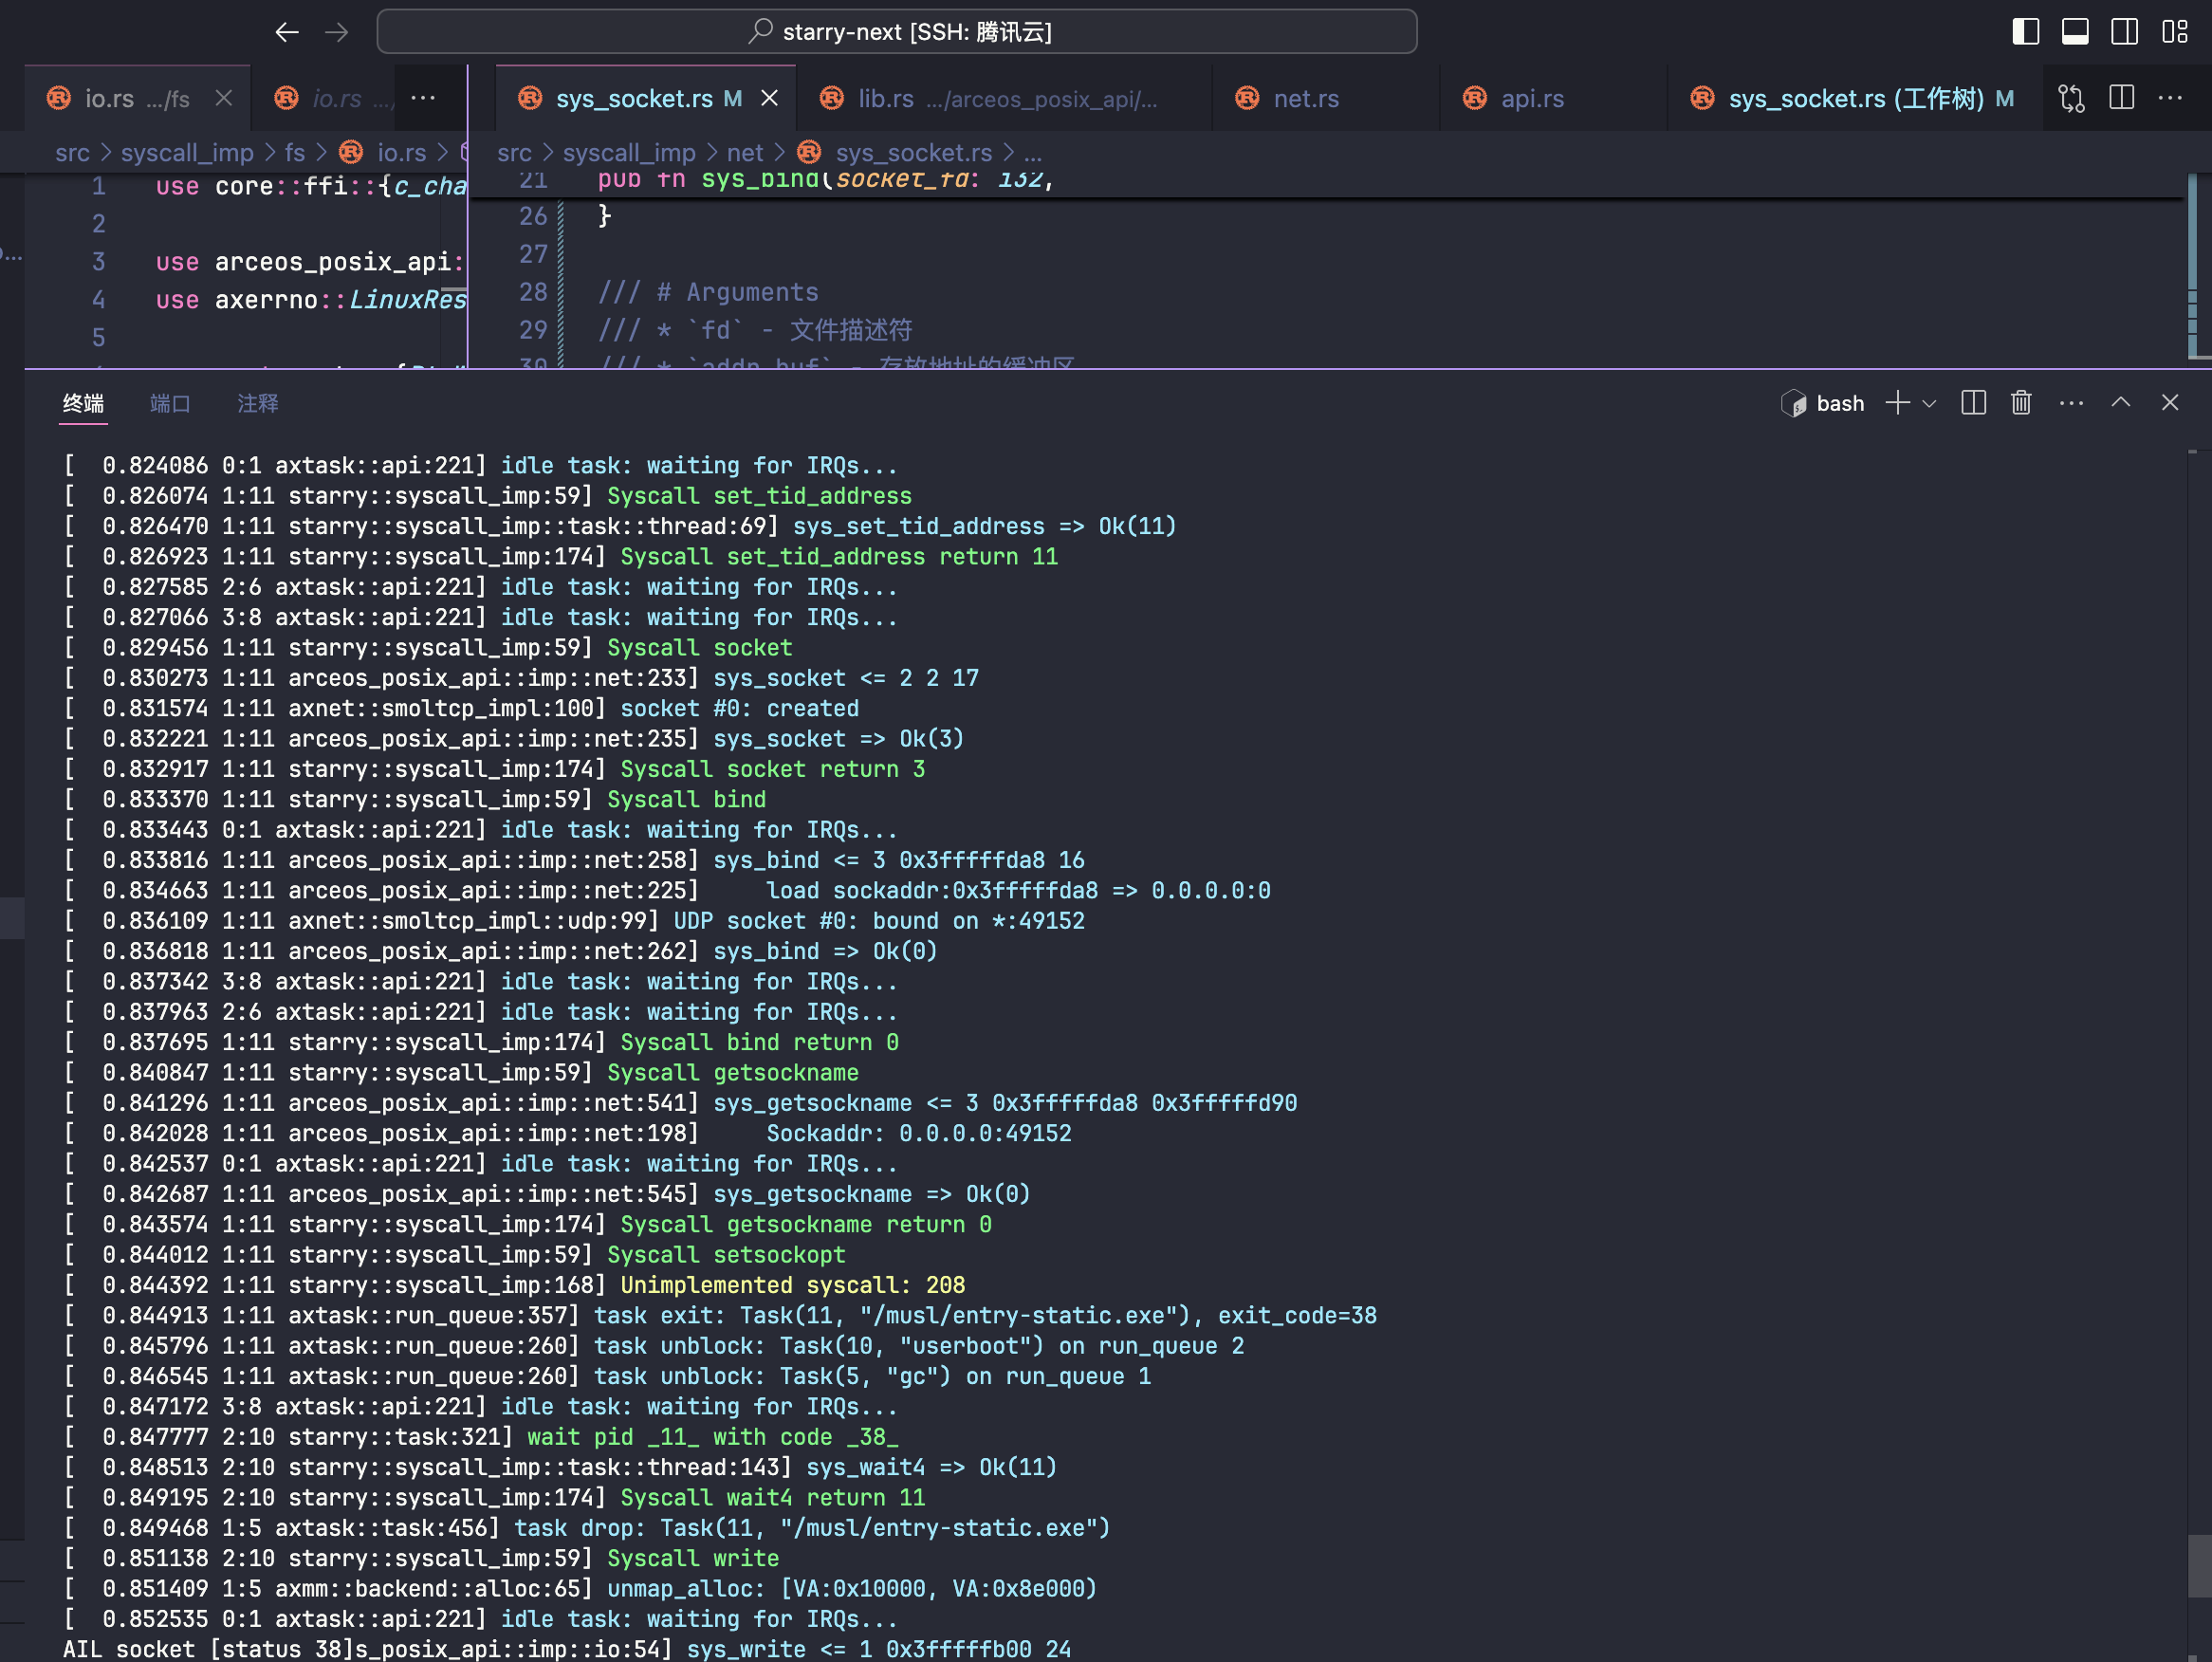 starry-next [SSH: 腾讯云]
io.rs .../fs
io.rs .../
sys_socket.rs M
lib.rs .../arceos_posix_api/...
net.rs
api.rs
sys_socket.rs (工作树) M
src > syscall_imp > fs > io.rs >
src > syscall_imp > net > sys_socket.rs > ...
1 use core::ffi::{c_cha
2
3 use arceos_posix_api:
4 use axerrno::LinuxRes
5
21 pub fn sys_bind(socket_fd: i32,
26 }
27
28 /// # Arguments
29 /// * `fd` - 文件描述符
30 /// * `addr_buf` - 存放地址的缓冲区
终端 端口 注释
bash
[  0.824086 0:1 axtask::api:221] idle task: waiting for IRQs...
[  0.826074 1:11 starry::syscall_imp:59] Syscall set_tid_address
[  0.826470 1:11 starry::syscall_imp::task::thread:69] sys_set_tid_address => Ok(11)
[  0.826923 1:11 starry::syscall_imp:174] Syscall set_tid_address return 11
[  0.827585 2:6 axtask::api:221] idle task: waiting for IRQs...
[  0.827066 3:8 axtask::api:221] idle task: waiting for IRQs...
[  0.829456 1:11 starry::syscall_imp:59] Syscall socket
[  0.830273 1:11 arceos_posix_api::imp::net:233] sys_socket <= 2 2 17
[  0.831574 1:11 axnet::smoltcp_impl:100] socket #0: created
[  0.832221 1:11 arceos_posix_api::imp::net:235] sys_socket => Ok(3)
[  0.832917 1:11 starry::syscall_imp:174] Syscall socket return 3
[  0.833370 1:11 starry::syscall_imp:59] Syscall bind
[  0.833443 0:1 axtask::api:221] idle task: waiting for IRQs...
[  0.833816 1:11 arceos_posix_api::imp::net:258] sys_bind <= 3 0x3fffffda8 16
[  0.834663 1:11 arceos_posix_api::imp::net:225]     load sockaddr:0x3fffffda8 => 0.0.0.0:0
[  0.836109 1:11 axnet::smoltcp_impl::udp:99] UDP socket #0: bound on *:49152
[  0.836818 1:11 arceos_posix_api::imp::net:262] sys_bind => Ok(0)
[  0.837342 3:8 axtask::api:221] idle task: waiting for IRQs...
[  0.837963 2:6 axtask::api:221] idle task: waiting for IRQs...
[  0.837695 1:11 starry::syscall_imp:174] Syscall bind return 0
[  0.840847 1:11 starry::syscall_imp:59] Syscall getsockname
[  0.841296 1:11 arceos_posix_api::imp::net:541] sys_getsockname <= 3 0x3fffffda8 0x3fffffd90
[  0.842028 1:11 arceos_posix_api::imp::net:198]     Sockaddr: 0.0.0.0:49152
[  0.842537 0:1 axtask::api:221] idle task: waiting for IRQs...
[  0.842687 1:11 arceos_posix_api::imp::net:545] sys_getsockname => Ok(0)
[  0.843574 1:11 starry::syscall_imp:174] Syscall getsockname return 0
[  0.844012 1:11 starry::syscall_imp:59] Syscall setsockopt
[  0.844392 1:11 starry::syscall_imp:168] Unimplemented syscall: 208
[  0.844913 1:11 axtask::run_queue:357] task exit: Task(11, "/musl/entry-static.exe"), exit_code=38
[  0.845796 1:11 axtask::run_queue:260] task unblock: Task(10, "userboot") on run_queue 2
[  0.846545 1:11 axtask::run_queue:260] task unblock: Task(5, "gc") on run_queue 1
[  0.847172 3:8 axtask::api:221] idle task: waiting for IRQs...
[  0.847777 2:10 starry::task:321] wait pid _11_ with code _38_
[  0.848513 2:10 starry::syscall_imp::task::thread:143] sys_wait4 => Ok(11)
[  0.849195 2:10 starry::syscall_imp:174] Syscall wait4 return 11
[  0.849468 1:5 axtask::task:456] task drop: Task(11, "/musl/entry-static.exe")
[  0.851138 2:10 starry::syscall_imp:59] Syscall write
[  0.851409 1:5 axmm::backend::alloc:65] unmap_alloc: [VA:0x10000, VA:0x8e000)
[  0.852535 0:1 axtask::api:221] idle task: waiting for IRQs...
AIL socket [status 38]s_posix_api::imp::io:54] sys_write <= 1 0x3fffffb00 24